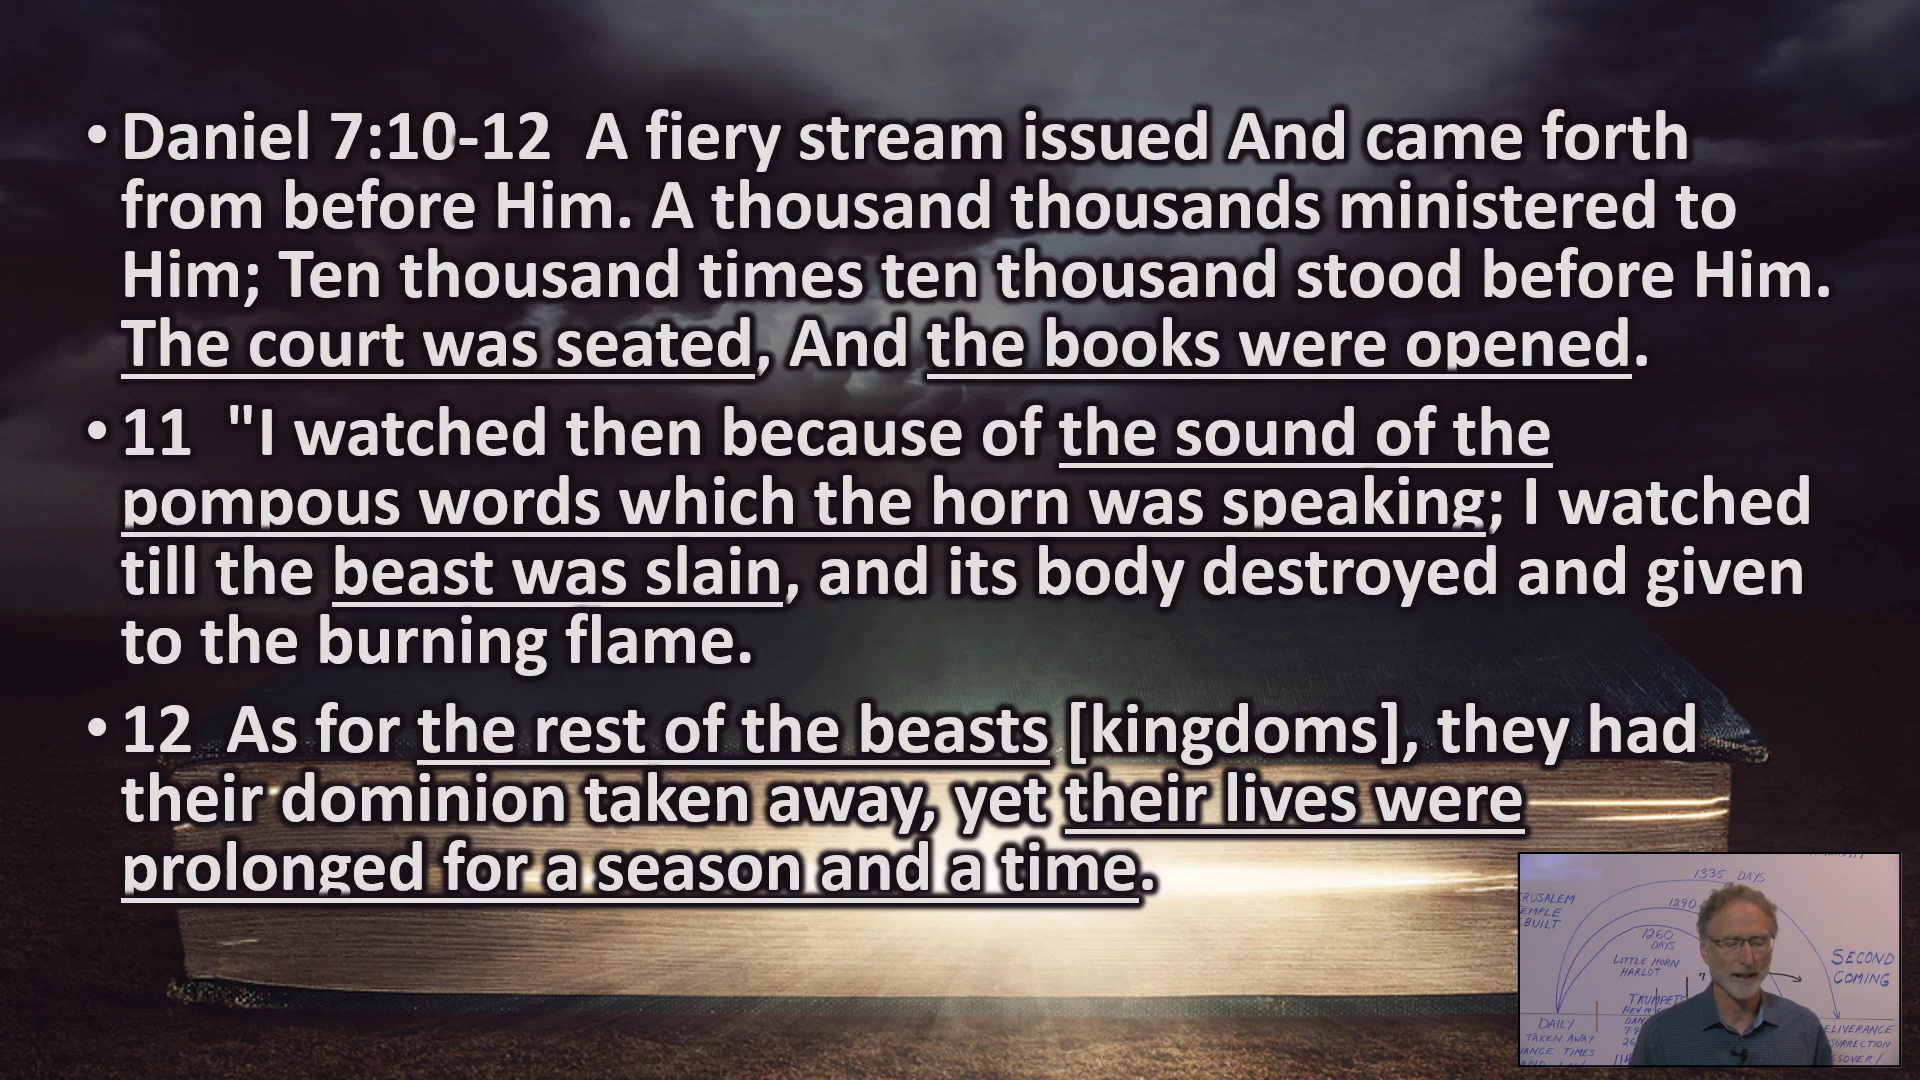 • Daniel 7:10-12  A fiery stream issued And came forth
from before Him. A thousand thousands ministered to
Him; Ten thousand times ten thousand stood before Him.
The court was seated, And the books were opened.
• 11  "I watched then because of the sound of the
pompous words which the horn was speaking; I watched
till the beast was slain, and its body destroyed and given
to the burning flame.
• 12  As for the rest of the beasts [kingdoms], they had
their dominion taken away, yet their lives were
prolonged for a season and a time.
1335 DAYS
BUILT
1290
1260
DAYS
LITTLE HORN
HARLOT
SECOND
COMING
TRUMPETS
DAILY
TAKEN AWAY
TIMES